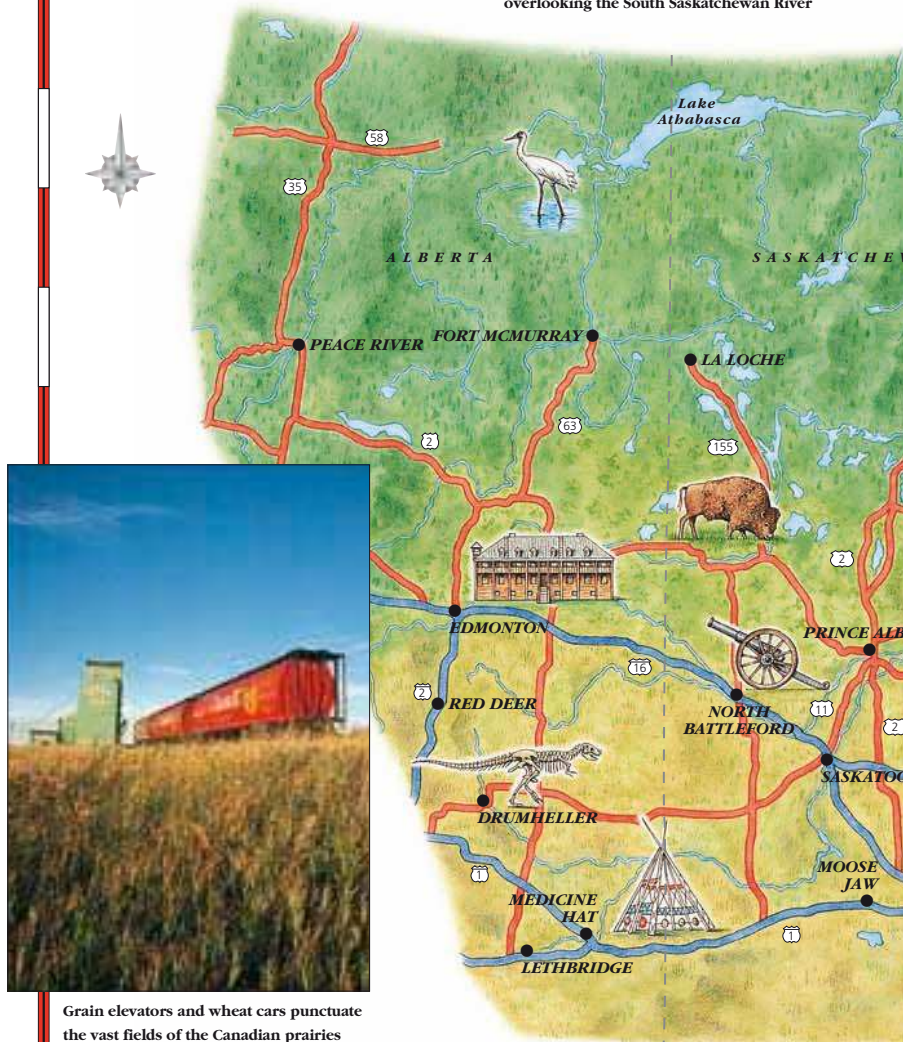 overlooking the South Saskatchewan River
Lake
Athabasca
58
35
ALBERTA
SASKATCHEW
PEACE RIVER
FORT MCMURRAY
LA LOCHE
2
63
155
2
EDMONTON
PRINCE ALB
16
2
RED DEER
NORTH
BATTLEFORD
11
2
SASKATOO
DRUMHELLER
1
MEDICINE
HAT
MOOSE
JAW
1
LETHBRIDGE
Grain elevators and wheat cars punctuate
the vast fields of the Canadian prairies